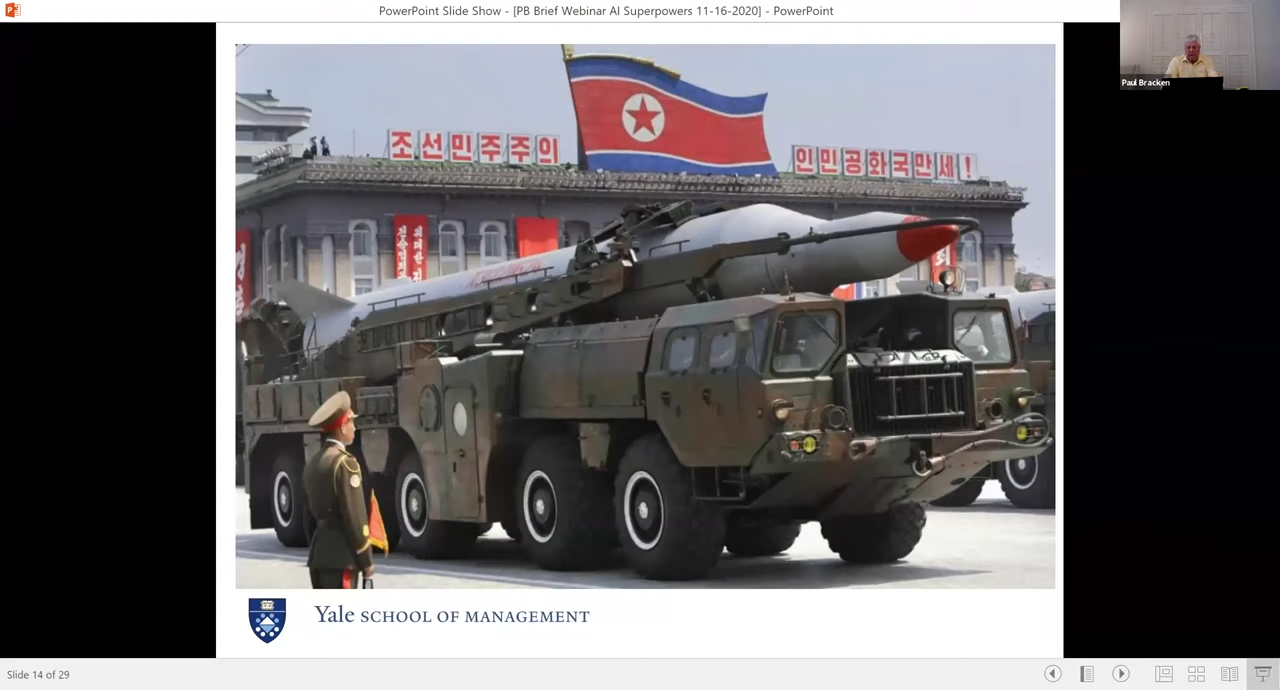 PowerPoint Slide Show - [PB Brief Webinar AI Superpowers 11-16-2020] - PowerPoint
Paul Bracken
조선민주주의
인민공화국만세!
Yale SCHOOL OF MANAGEMENT
Slide 14 of 29